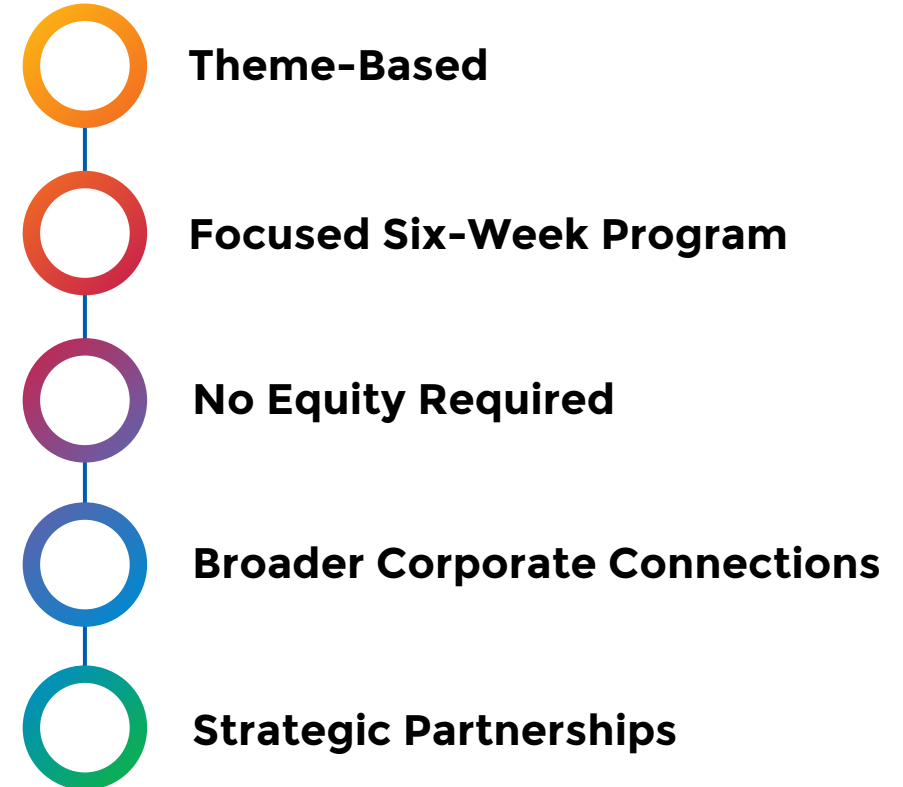 Theme-Based
Focused Six-Week Program
No Equity Required
Broader Corporate Connections
Strategic Partnerships